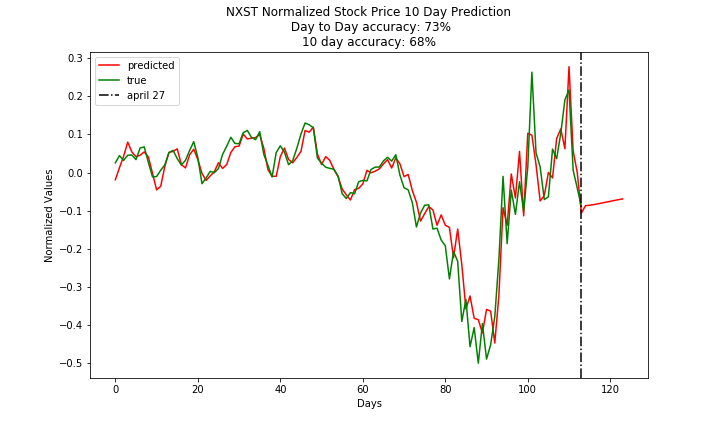 NXST Normalized Stock Price 10 Day Prediction
Day to Day accuracy: 73%
10 day accuracy: 68%
predicted
true
april 27
Normalized Values
0.3
0.2
0.1
0.0
−0.1
−0.2
−0.3
−0.4
−0.5
0 20 40 60 80 100 120
Days